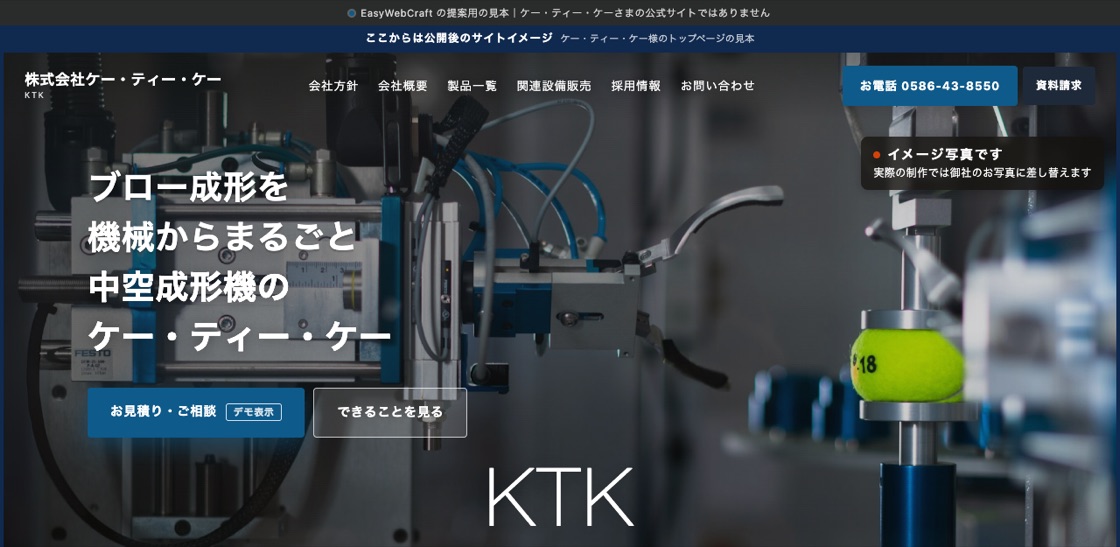 EasyWebCraft の提案用の見本｜ケー・ティー・ケーさまの公式サイトではありません
ここからは公開後のサイトイメージ ケー・ティー・ケー様のトップページの見本
株式会社ケー・ティー・ケー
KTK
会社方針 会社概要 製品一覧 関連設備販売 採用情報 お問い合わせ
お電話 0586-43-8550 資料請求
イメージ写真です
実際の制作では御社のお写真に差し替えます
ブロー成形を
機械からまるごと
中空成形機の
ケー・ティー・ケー
FESTO
18
お見積り・ご相談 デモ表示 できることを見る
KTK